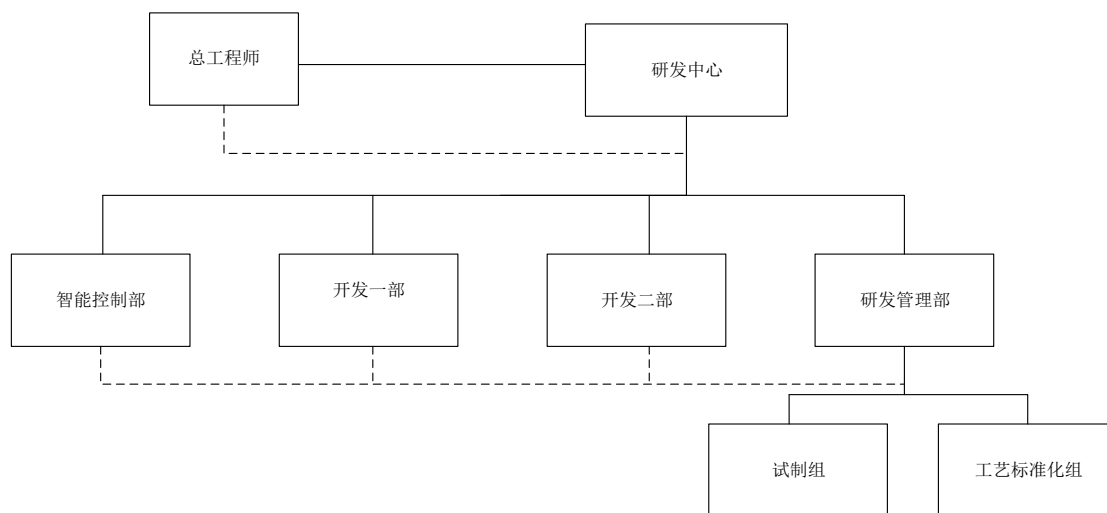 总工程师
研发中心
智能控制部
开发一部
开发二部
研发管理部
试制组
工艺标准化组